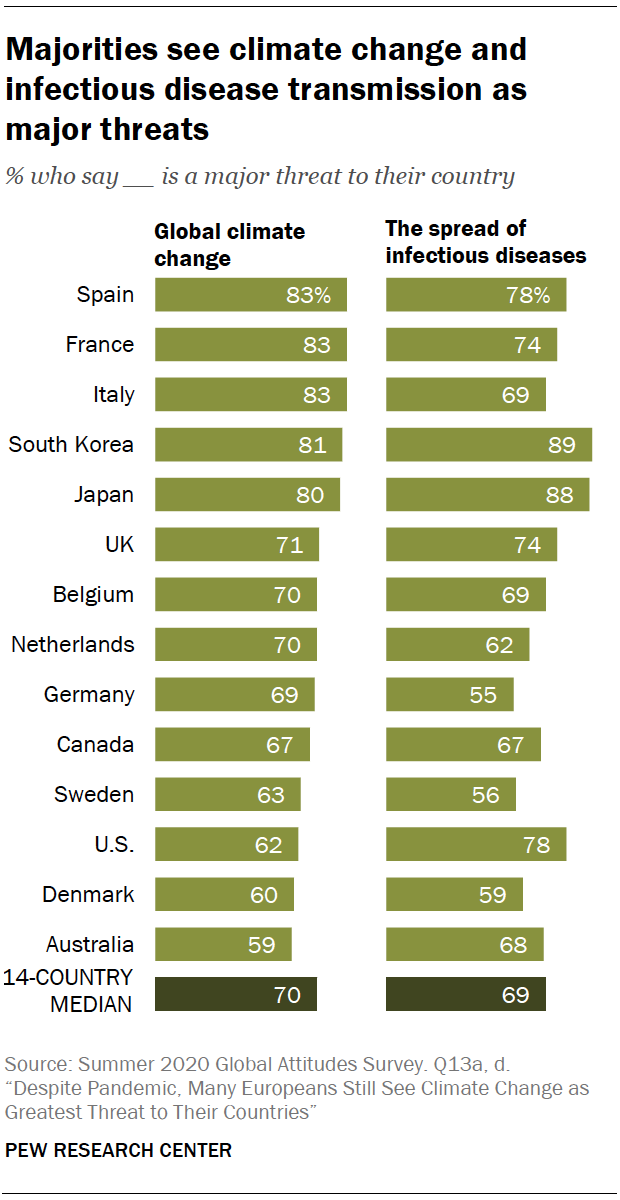 Majorities see climate change and
infectious disease transmission as
major threats
% who say ___ is a major threat to their country
Global climate
change
The spread of
infectious diseases
Spain 83% 78%
France 83 74
Italy 83 69
South Korea 81 89
Japan 80 88
UK 71 74
Belgium 70 69
Netherlands 70 62
Germany 69 55
Canada 67 67
Sweden 63 56
U.S. 62 78
Denmark 60 59
Australia 59 68
14-COUNTRY
MEDIAN 70 69
Source: Summer 2020 Global Attitudes Survey. Q13a, d.
“Despite Pandemic, Many Europeans Still See Climate Change as
Greatest Threat to Their Countries”
PEW RESEARCH CENTER